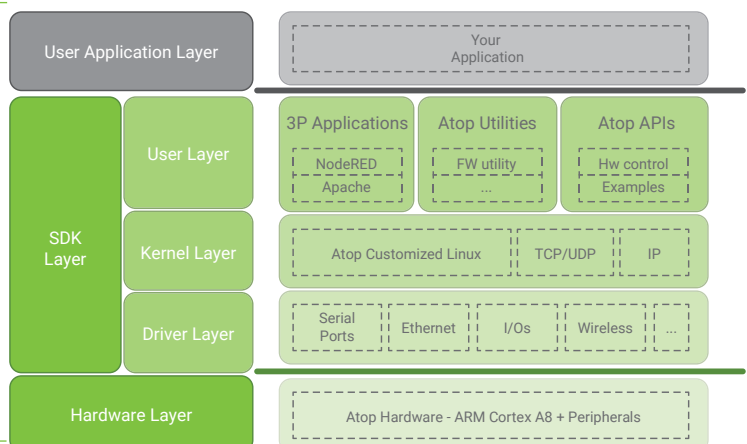 User Application Layer
Your
Application
SDK
Layer
User Layer
3P Applications
NodeRED
Apache
Atop Utilities
FW utility
...
Atop APIs
Hw control
Examples
Kernel Layer
Atop Customized Linux
TCP/UDP
IP
Driver Layer
Serial
Ports
Ethernet
I/Os
Wireless
...
Hardware Layer
Atop Hardware - ARM Cortex A8 + Peripherals